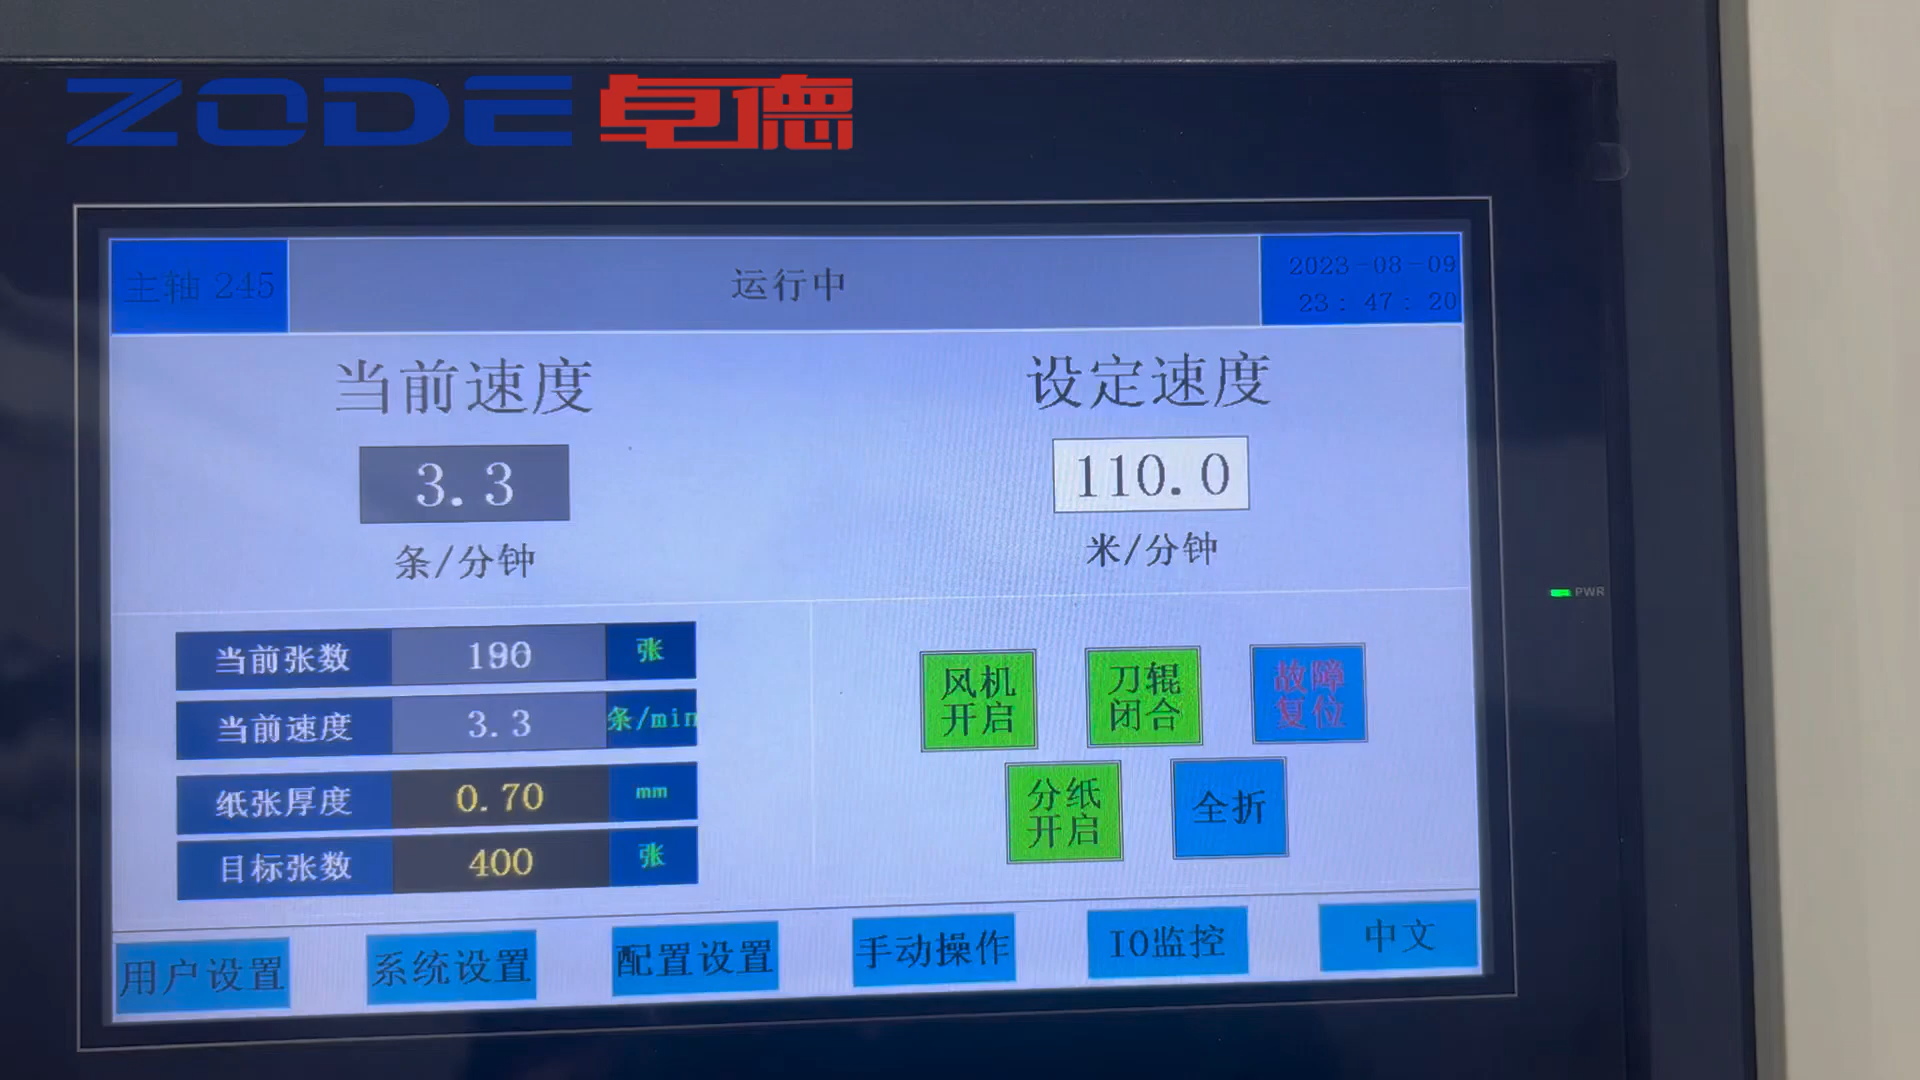 ZODE 卓德
主轴 245
运行中
2023-08-09
23:47:20
当前速度
3.3
条/分钟
设定速度
110.0
米/分钟
当前张数 190 张
当前速度 3.3 条/min
纸张厚度 0.70 mm
目标张数 400 张
风机
开启
刀辊
闭合
故障
复位
分纸
开启
全折
PWR
用户设置
系统设置
配置设置
手动操作
IO监控
中文